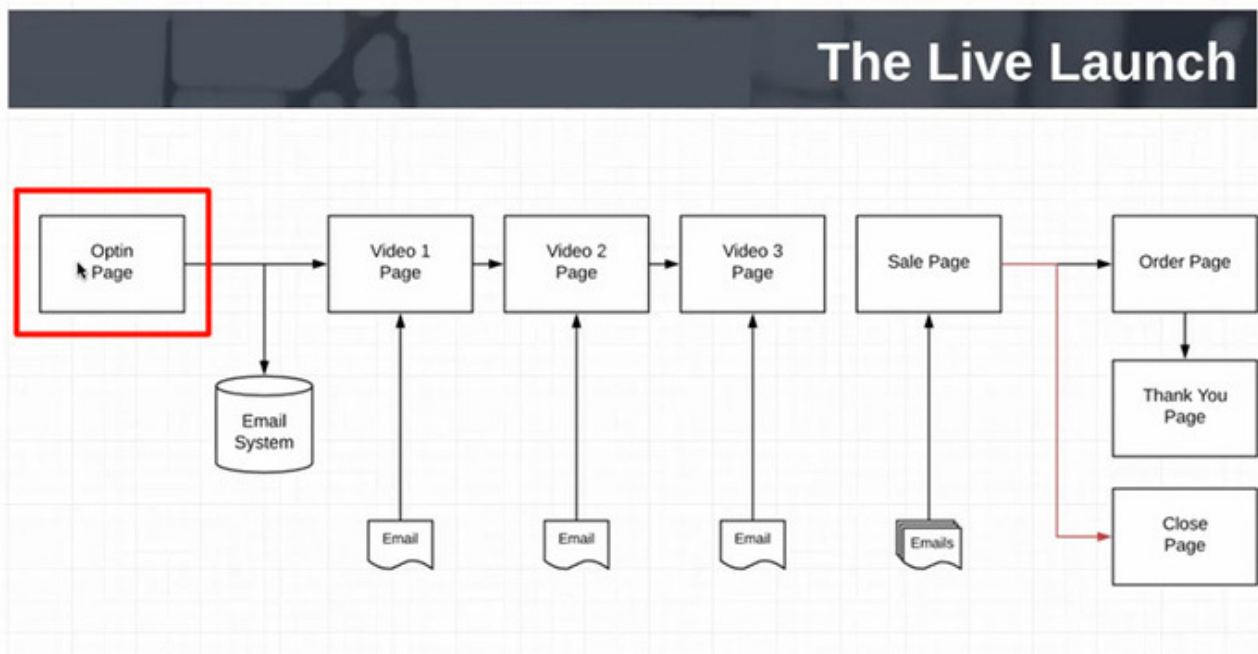 The Live Launch
Optin
Page
Video 1
Page
Video 2
Page
Video 3
Page
Sale Page
Order Page
Email
System
Thank You
Page
Email
Email
Email
Emails
Close
Page